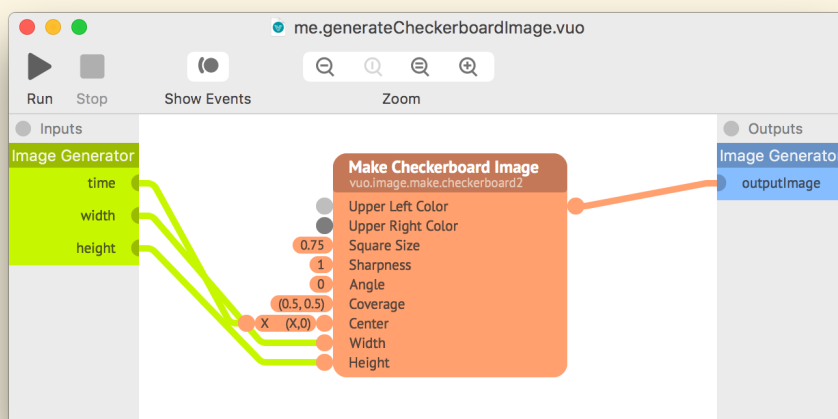 me.generateCheckerboardImage.vuo
Run
Stop
Show Events
Zoom
Inputs
Image Generator
time
width
height
Make Checkerboard Image
vuo.image.make.checkerboard2
Upper Left Color
Upper Right Color
0.75 Square Size
1 Sharpness
0 Angle
(0.5, 0.5) Coverage
X (X,0) Center
Width
Height
Outputs
Image Generato
outputImage